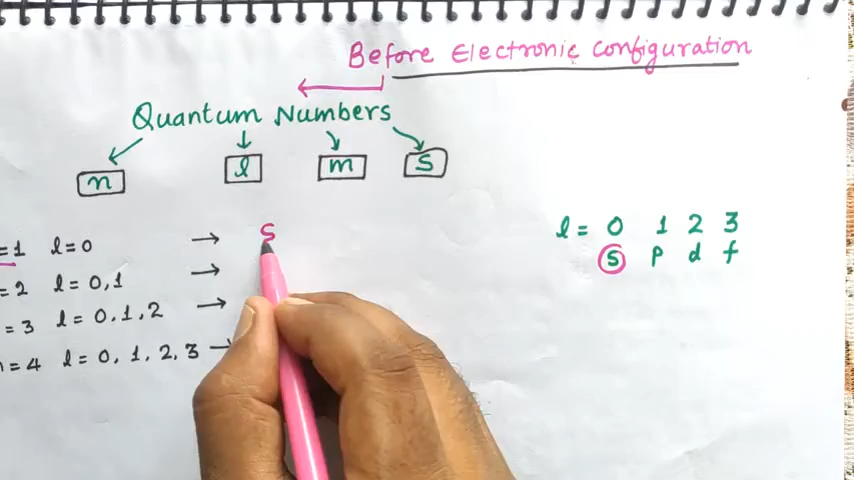 Before Electronic configuration
Quantum Numbers
n l m s
=1 l=0 → s
=2 l=0,1 →
=3 l=0,1,2 →
n=4 l=0, 1, 2, 3 →
l= 0 1 2 3
s p d f